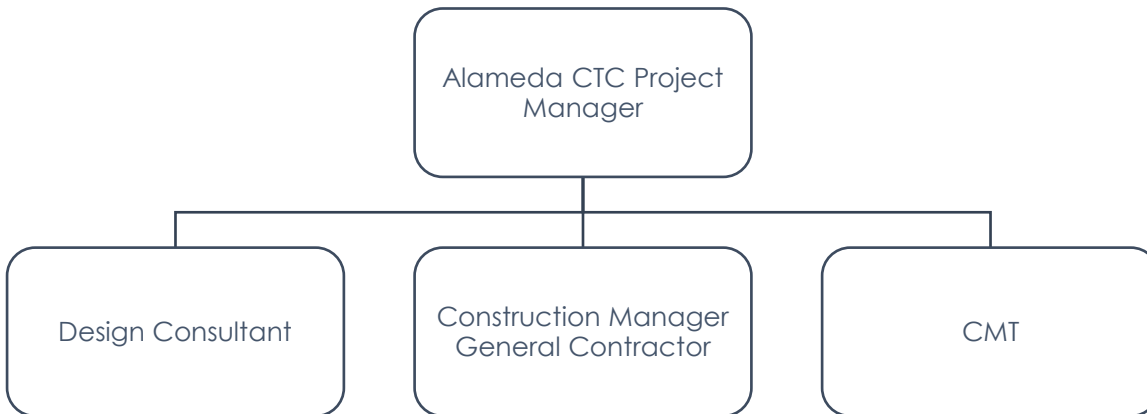 Alameda CTC Project
Manager
Design Consultant
Construction Manager
General Contractor
CMT